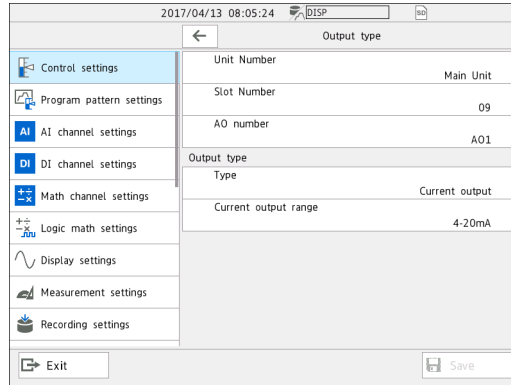 2017/04/13 08:05:24 DISP SD
Output type
Control settings
Program pattern settings
AI AI channel settings
DI DI channel settings
Math channel settings
Logic math settings
Display settings
Measurement settings
Recording settings
Unit Number
Main Unit
Slot Number
09
AO number
AO1
Output type
Type
Current output
Current output range
4-20mA
Exit
Save